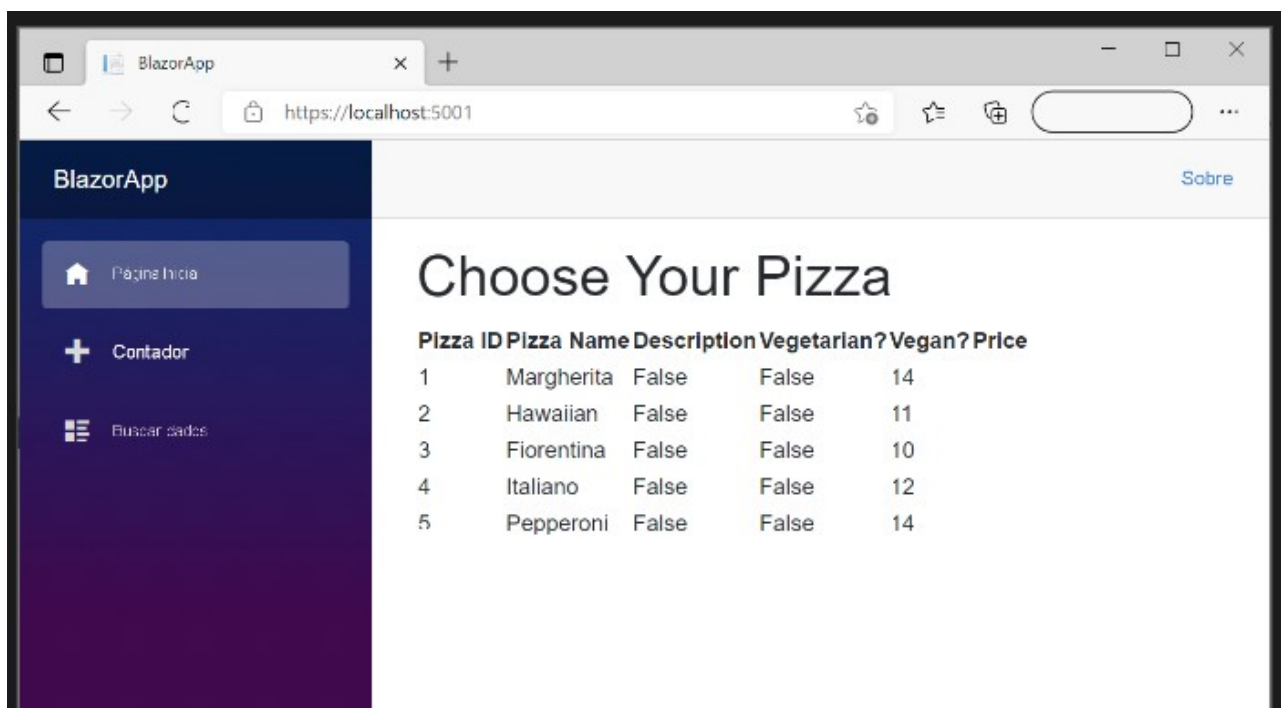 BlazorApp
https://localhost:5001
BlazorApp
Sobre
Página Inicia
Contador
Buscar dados
Choose Your Pizza
Pizza ID Pizza Name Description Vegetarian? Vegan? Price
1 Margherita False False 14
2 Hawaiian False False 11
3 Fiorentina False False 10
4 Italiano False False 12
5 Pepperoni False False 14